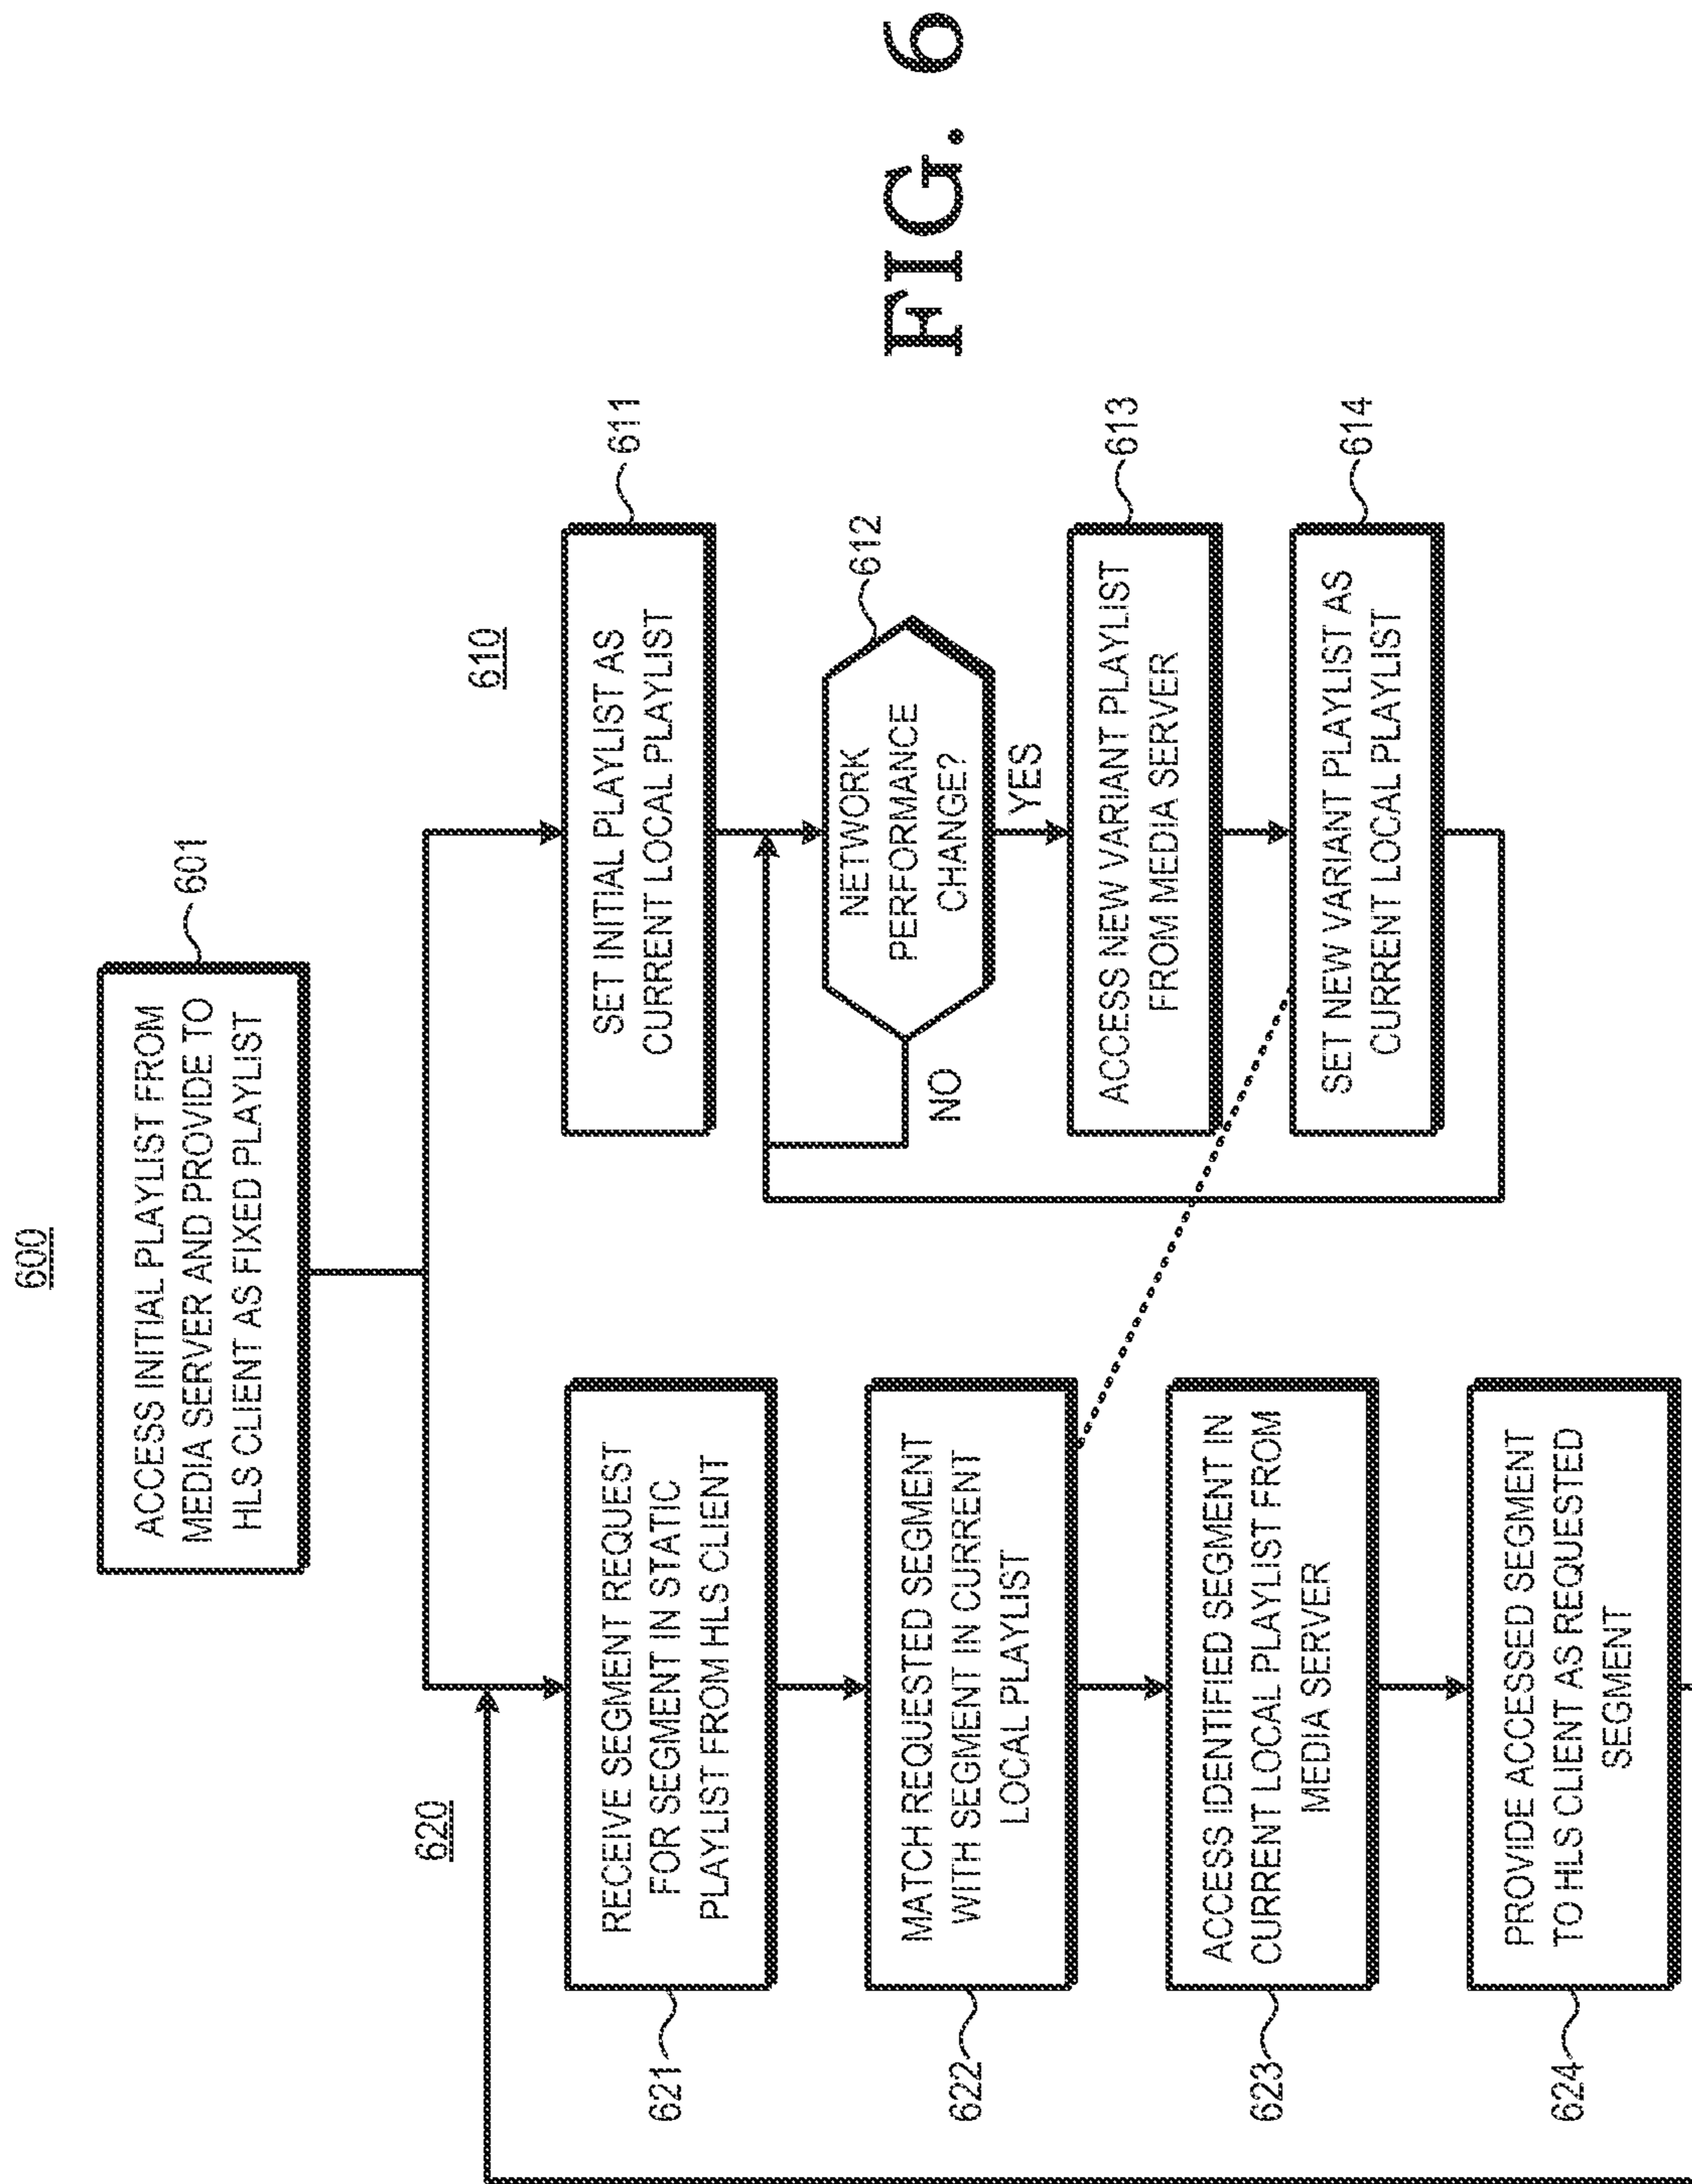 600
ACCESS INITIAL PLAYLIST FROM
MEDIA SERVER AND PROVIDE TO
HLS CLIENT AS FIXED PLAYLIST
601
620
RECEIVE SEGMENT REQUEST
FOR SEGMENT IN STATIC
PLAYLIST FROM HLS CLIENT
621
MATCH REQUESTED SEGMENT
WITH SEGMENT IN CURRENT
LOCAL PLAYLIST
622
ACCESS IDENTIFIED SEGMENT IN
CURRENT LOCAL PLAYLIST FROM
MEDIA SERVER
623
PROVIDE ACCESSED SEGMENT
TO HLS CLIENT AS REQUESTED
SEGMENT
624
610
SET INITIAL PLAYLIST AS
CURRENT LOCAL PLAYLIST
611
NETWORK
PERFORMANCE
CHANGE?
612
NO
YES
ACCESS NEW VARIANT PLAYLIST
FROM MEDIA SERVER
613
SET NEW VARIANT PLAYLIST AS
CURRENT LOCAL PLAYLIST
614
FIG. 6